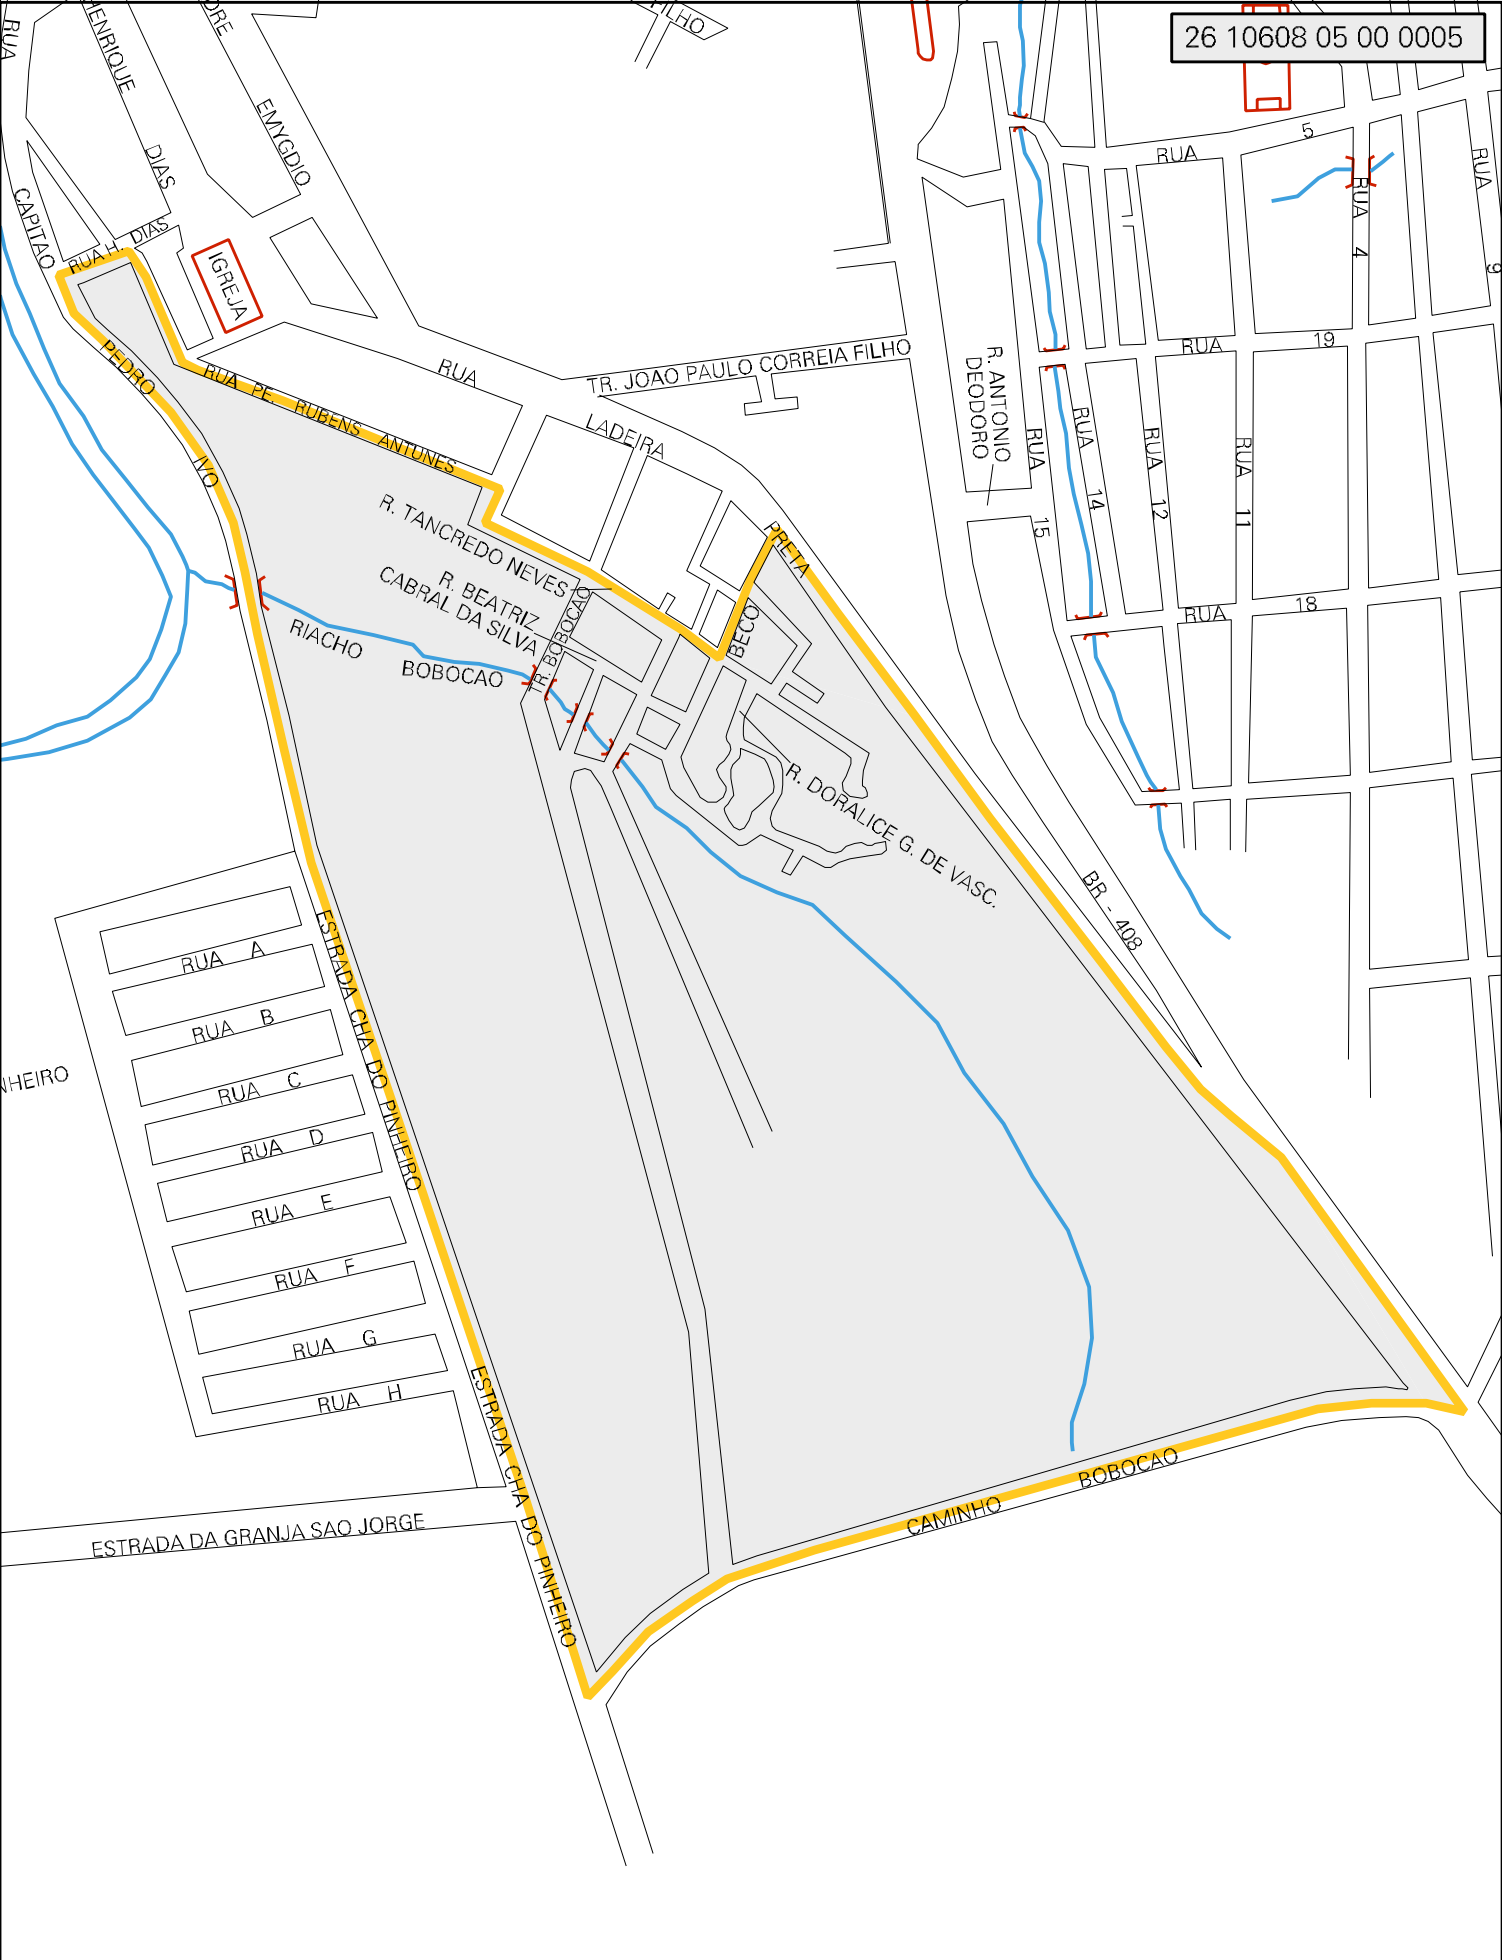 26 10608 05 00 0005
RUA
HENRIQUE
DIAS
EMYGDIO
FILHO
CAPITAO
RUA H. DIAS
IGREJA
PEDRO
IVO
RUA PE. RUBENS ANTUNES
RUA
TR. JOAO PAULO CORREIA FILHO
LADEIRA
PRETA
R. TANCREDO NEVES
R. BEATRIZ
CABRAL DA SILVA
TR. BOBOCAO
BECO
RIACHO
BOBOCAO
R. DORALICE G. DE VASC.
R. ANTONIO
DEODORO
RUA 5
RUA 4
RUA
9
RUA 19
RUA 15
RUA 14
RUA 12
RUA 11
RUA 18
BR - 408
RUA A
RUA B
RUA C
RUA D
RUA E
RUA F
RUA G
RUA H
ESTRADA CHA DO PINHEIRO
ESTRADA CHA DO PINHEIRO
ESTRADA DA GRANJA SAO JORGE
CAMINHO BOBOCAO